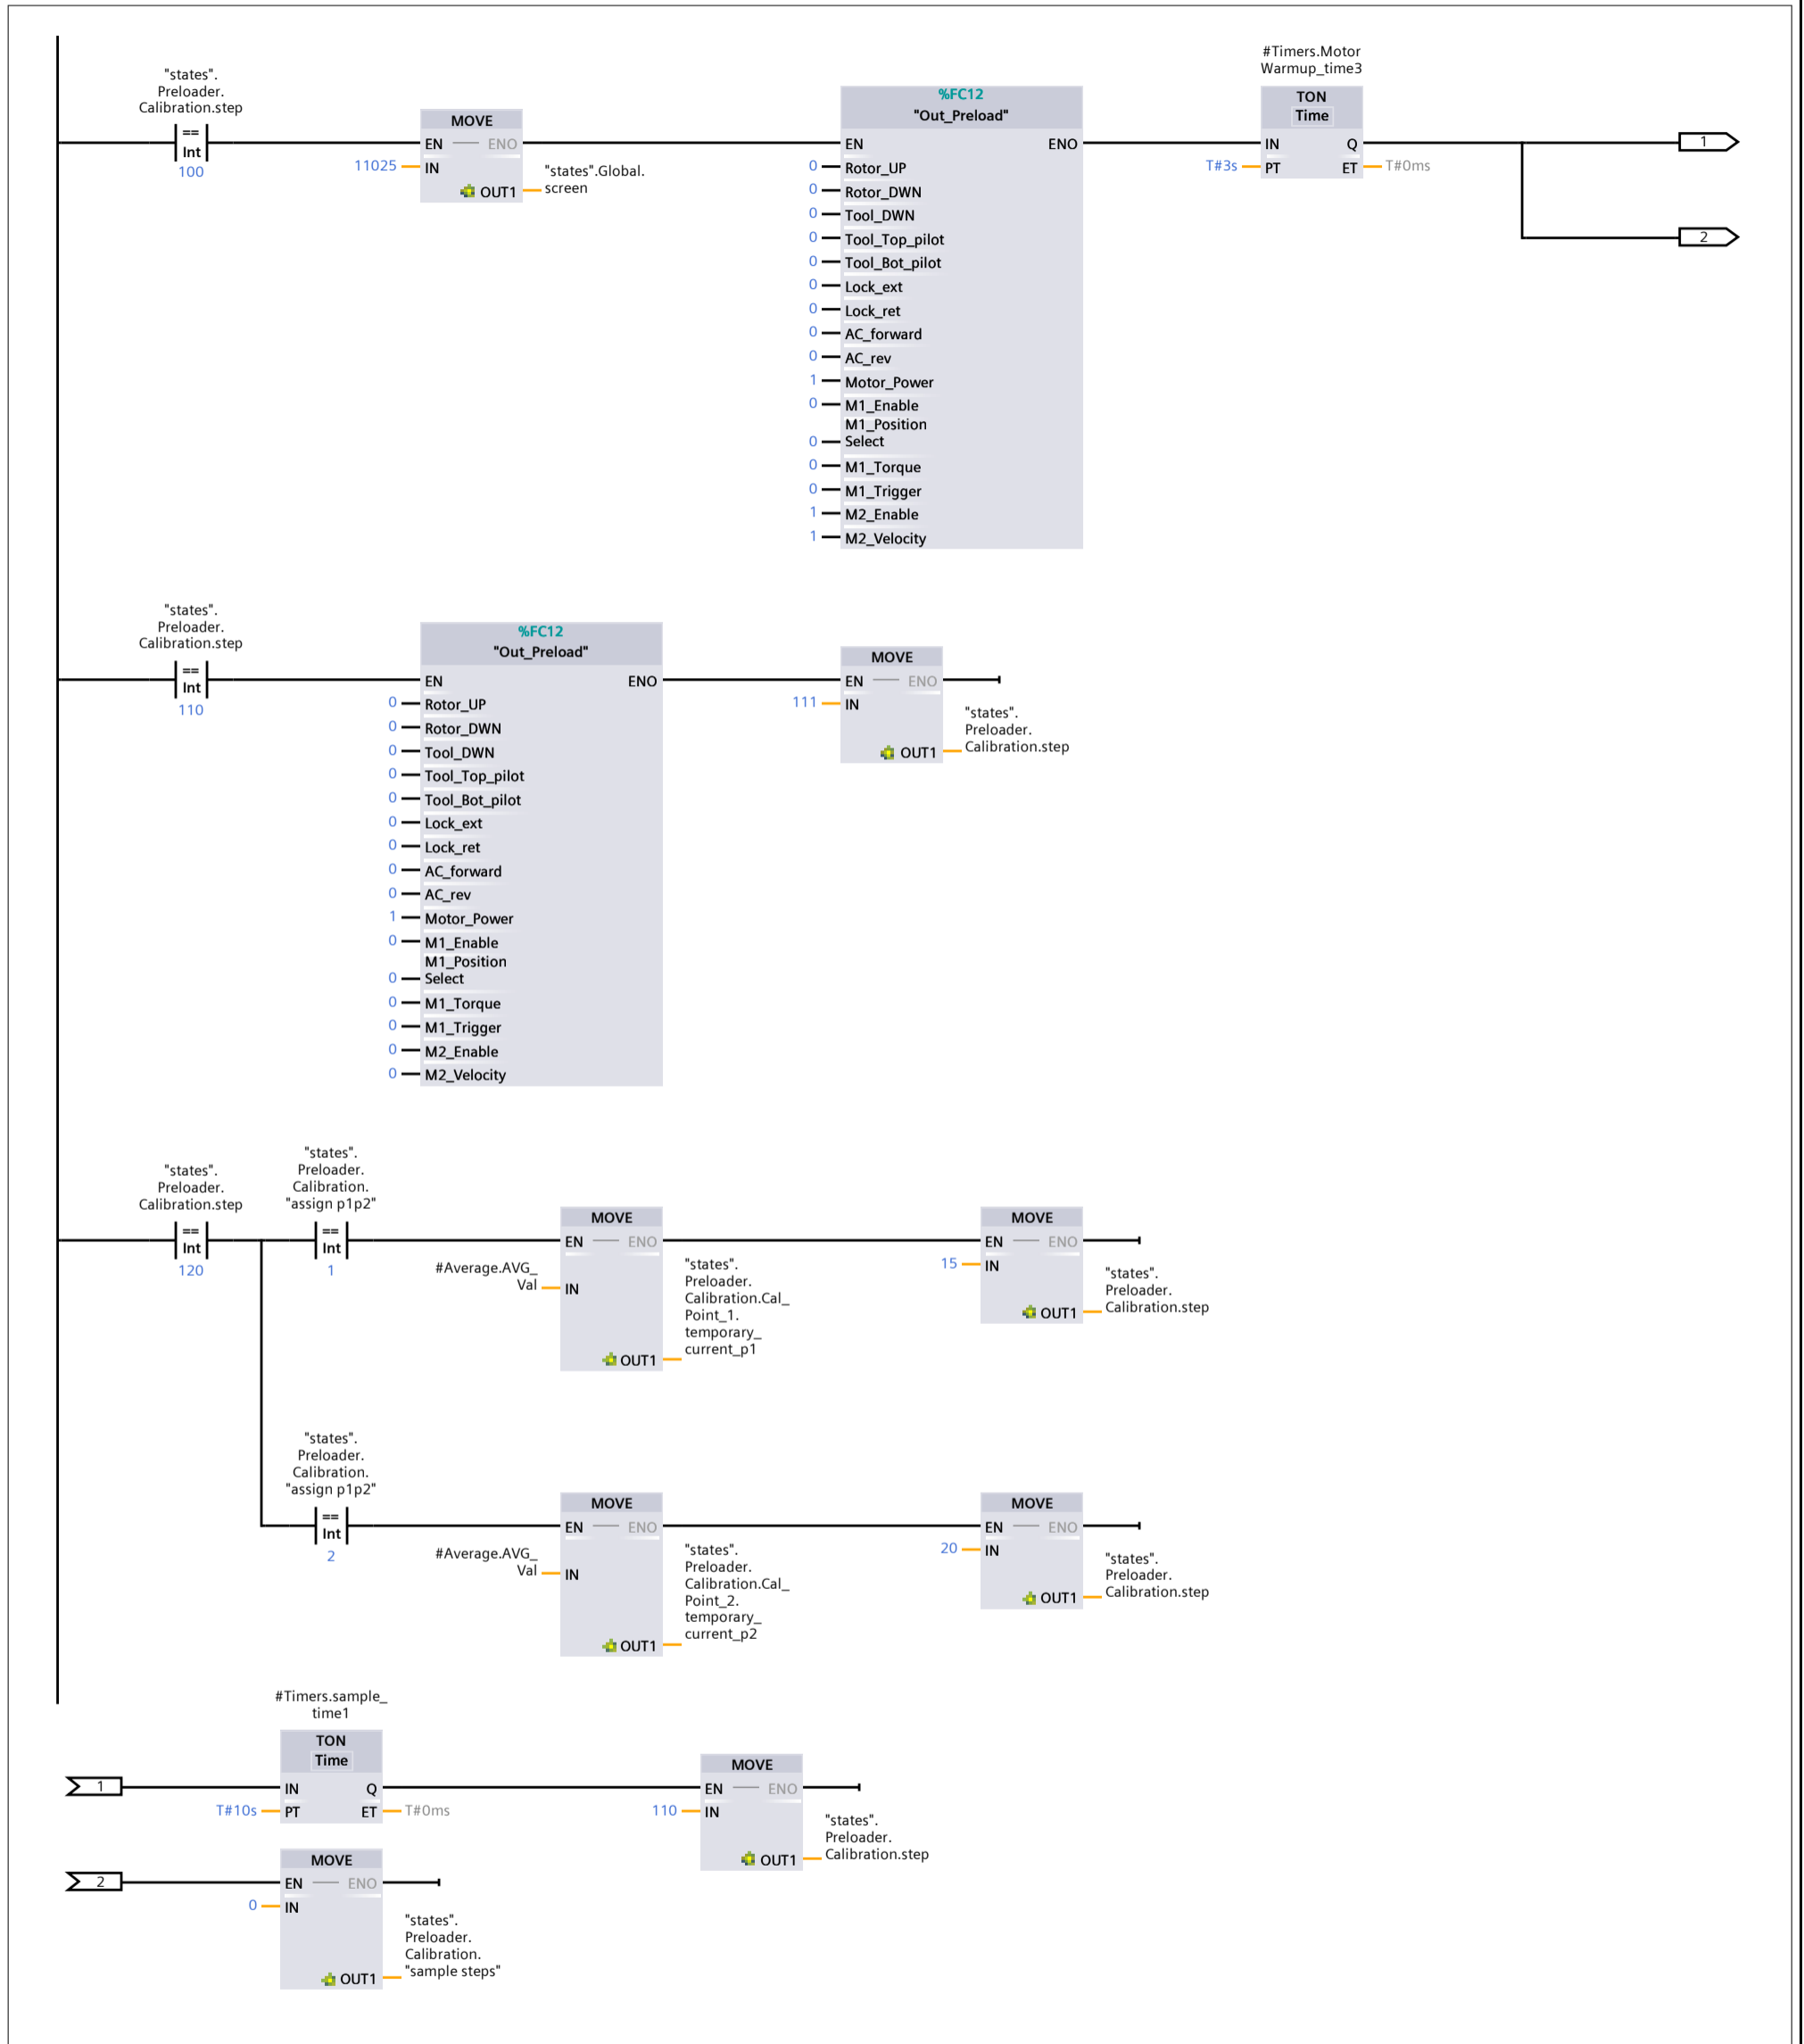 "states".
Preloader.
Calibration.step
==
Int
100
MOVE
EN
ENO
11025
IN
OUT1
"states".Global.
screen
%FC12
"Out_Preload"
EN
ENO
0
Rotor_UP
0
Rotor_DWN
0
Tool_DWN
0
Tool_Top_pilot
0
Tool_Bot_pilot
0
Lock_ext
0
Lock_ret
0
AC_forward
0
AC_rev
1
Motor_Power
0
M1_Enable
M1_Position
0
Select
0
M1_Torque
0
M1_Trigger
1
M2_Enable
1
M2_Velocity
#Timers.Motor
Warmup_time3
TON
Time
IN
Q
T#3s
PT
ET
T#0ms
1
2
"states".
Preloader.
Calibration.step
==
Int
110
%FC12
"Out_Preload"
EN
ENO
0
Rotor_UP
0
Rotor_DWN
0
Tool_DWN
0
Tool_Top_pilot
0
Tool_Bot_pilot
0
Lock_ext
0
Lock_ret
0
AC_forward
0
AC_rev
1
Motor_Power
0
M1_Enable
M1_Position
0
Select
0
M1_Torque
0
M1_Trigger
0
M2_Enable
0
M2_Velocity
MOVE
EN
ENO
111
IN
OUT1
"states".
Preloader.
Calibration.step
"states".
Preloader.
Calibration.step
==
Int
120
"states".
Preloader.
Calibration.
"assign p1p2"
==
Int
1
MOVE
EN
ENO
#Average.AVG_
Val
IN
OUT1
"states".
Preloader.
Calibration.Cal_
Point_1.
temporary_
current_p1
MOVE
EN
ENO
15
IN
OUT1
"states".
Preloader.
Calibration.step
"states".
Preloader.
Calibration.
"assign p1p2"
==
Int
2
MOVE
EN
ENO
#Average.AVG_
Val
IN
OUT1
"states".
Preloader.
Calibration.Cal_
Point_2.
temporary_
current_p2
MOVE
EN
ENO
20
IN
OUT1
"states".
Preloader.
Calibration.step
#Timers.sample_
time1
TON
Time
1
IN
Q
T#10s
PT
ET
T#0ms
MOVE
EN
ENO
110
IN
OUT1
"states".
Preloader.
Calibration.step
2
MOVE
EN
ENO
0
IN
OUT1
"states".
Preloader.
Calibration.
"sample steps"